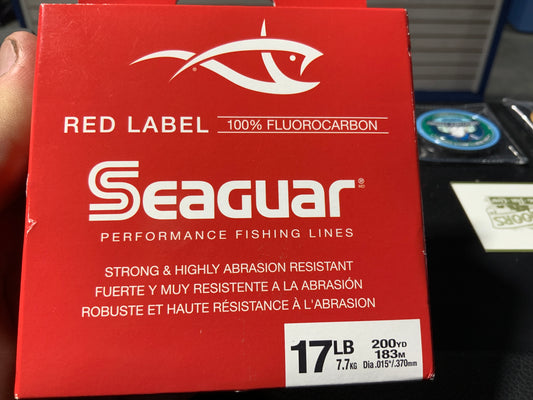 RED LABEL 100% FLUOROCARBON
SEAGUAR®
PERFORMANCE FISHING LINES
STRONG & HIGHLY ABRASION RESISTANT
FUERTE Y MUY RESISTENTE A LA ABRASIÓN
ROBUSTE ET HAUTE RÉSISTANCE À L'ABRASION
17LB 200YD
7.7KG 183M
Dia .015"/.370mm